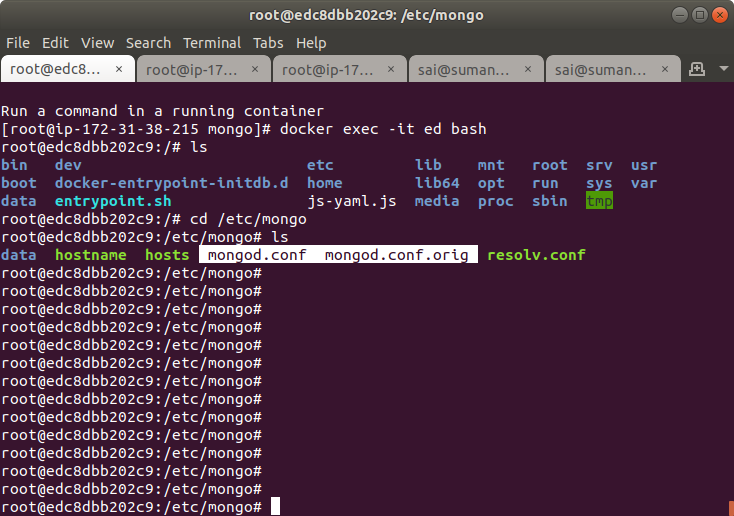 root@edc8dbb202c9: /etc/mongo
File Edit View Search Terminal Tabs Help
root@edc8... × root@ip-17... × root@ip-17... × sai@suman... × sai@suman... ×
Run a command in a running container
[root@ip-172-31-38-215 mongo]# docker exec -it ed bash
root@edc8dbb202c9:/# ls
bin dev etc lib mnt root srv usr
boot docker-entrypoint-initdb.d home lib64 opt run sys var
data entrypoint.sh js-yaml.js media proc sbin tmp
root@edc8dbb202c9:/# cd /etc/mongo
root@edc8dbb202c9:/etc/mongo# ls
data hostname hosts mongod.conf mongod.conf.orig resolv.conf
root@edc8dbb202c9:/etc/mongo#
root@edc8dbb202c9:/etc/mongo#
root@edc8dbb202c9:/etc/mongo#
root@edc8dbb202c9:/etc/mongo#
root@edc8dbb202c9:/etc/mongo#
root@edc8dbb202c9:/etc/mongo#
root@edc8dbb202c9:/etc/mongo#
root@edc8dbb202c9:/etc/mongo#
root@edc8dbb202c9:/etc/mongo#
root@edc8dbb202c9:/etc/mongo#
root@edc8dbb202c9:/etc/mongo#
root@edc8dbb202c9:/etc/mongo#
root@edc8dbb202c9:/etc/mongo#
root@edc8dbb202c9:/etc/mongo#